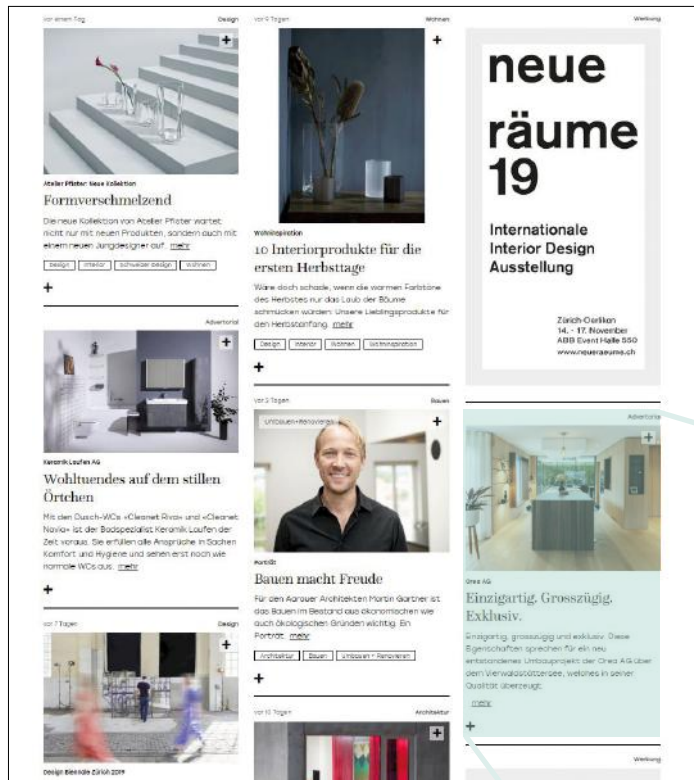 vor einem Tag
Design
Atelier Pfister: Neue Kollektion
Formverschmelzend
Die neue Kollektion von Atelier Pfister wartet
nicht nur mit neuen Produkten, sondern auch mit
einem neuen Jungdesigner auf. mehr
Design
Interior
Schweizer Design
Wohnen
+
Advertorial
+
Keramik Laufen AG
Wohltuendes auf dem stillen
Örtchen
Mit den Dusch-WCs «Cleanet Riva» und «Cleanet
Navia» ist der Badspezialist Keramik Laufen der
Zeit voraus. Sie erfüllen alle Ansprüche in Sachen
Komfort und Hygiene und sehen erst noch wie
normale WCs aus. mehr
+
vor 7 Tagen
Design
+
Design Biennale Zürich 2019
Wohnen
+
Wohninspiration
10 Interiorprodukte für die
ersten Herbsttage
Wäre doch schade, wenn die warmen Farbtöne
des Herbstes nur das Laub der Bäume
schmücken würden: Unsere Lieblingsprodukte für
den Herbstanfang. mehr
Design
Interior
Wohnen
Wohninspiration
+
vor 3 Tagen
Bauen
Umbauen+Renovieren
+
Porträt
Bauen macht Freude
Für den Aarauer Architekten Martin Gärtner ist
das Bauen im Bestand aus ökonomischen wie
auch ökologischen Gründen wichtig. Ein
Porträt. mehr
Architektur
Bauen
Umbauen + Renovieren
+
vor 10 Tagen
Architektur
+
Werbung
neue
räume
19
Internationale
Interior Design
Ausstellung
Zürich-Oerlikon
14. - 17. November
ABB Event Halle 550
www.neueraeume.ch
Advertorial
+
Orea AG
Einzigartig. Grosszügig.
Exklusiv.
Einzigartig, grosszügig und exklusiv: Diese
Eigenschaften sprechen für ein neu
entstandenes Umbauprojekt der Orea AG über
dem Vierwaldstättersee, welches in seiner
Qualität überzeugt.
mehr
+
Werbung